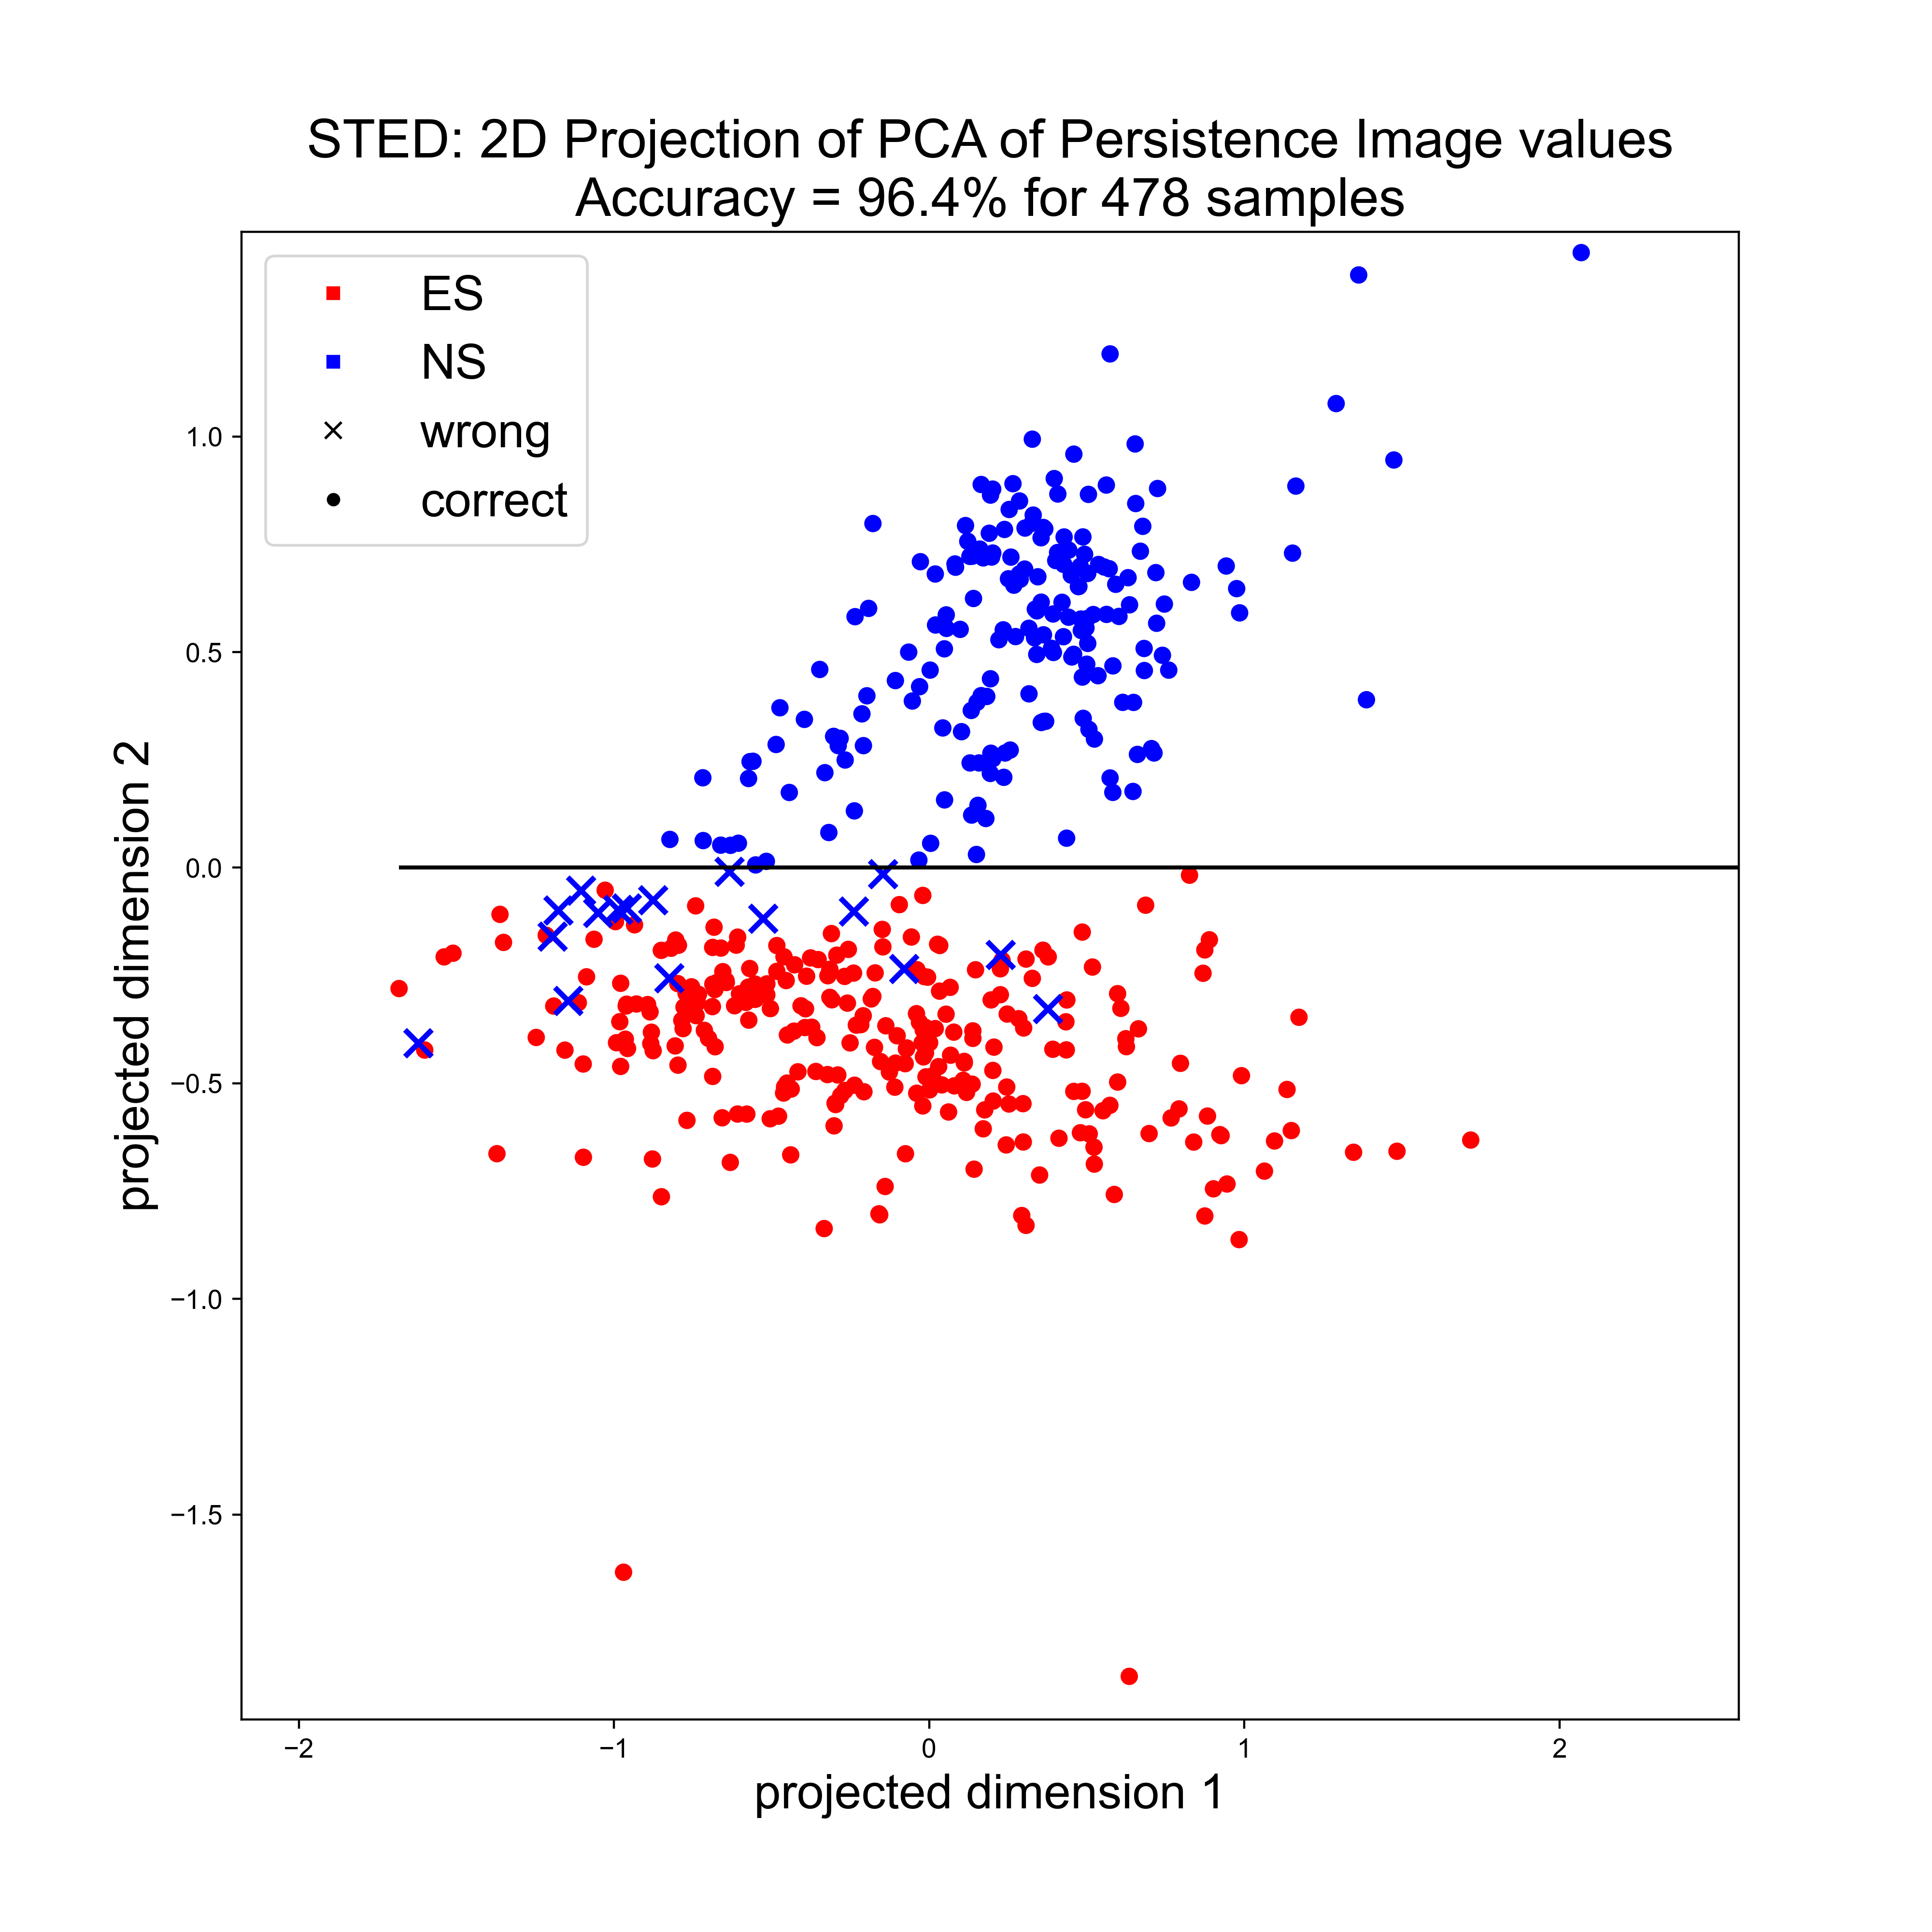 STED: 2D Projection of PCA of Persistence Image values
Accuracy = 96.4% for 478 samples
ES
NS
wrong
correct
1.0
0.5
0.0
−0.5
−1.0
−1.5
projected dimension 2
−2
−1
0
1
2
projected dimension 1